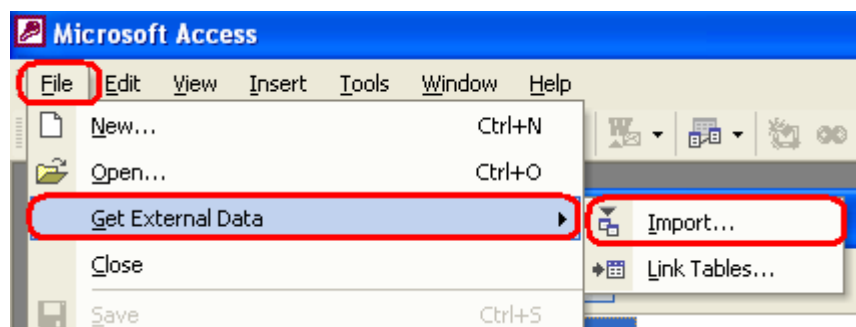 Microsoft Access
File Edit View Insert Tools Window Help
New... Ctrl+N
Open... Ctrl+O
Get External Data
Import...
Close
Link Tables...
Save Ctrl+S